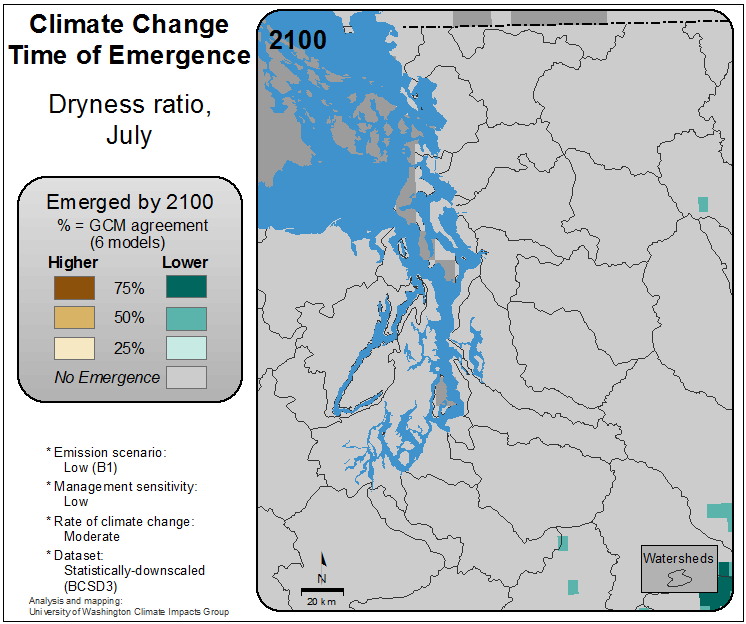 Climate Change
Time of Emergence
Dryness ratio,
July
Emerged by 2100
% = GCM agreement
(6 models)
Higher Lower
75%
50%
25%
No Emergence
* Emission scenario:
Low (B1)
* Management sensitivity:
Low
* Rate of climate change:
Moderate
* Dataset:
Statistically-downscaled
(BCSD3)
Analysis and mapping:
University of Washington Climate Impacts Group
2100
N
20 km
Watersheds